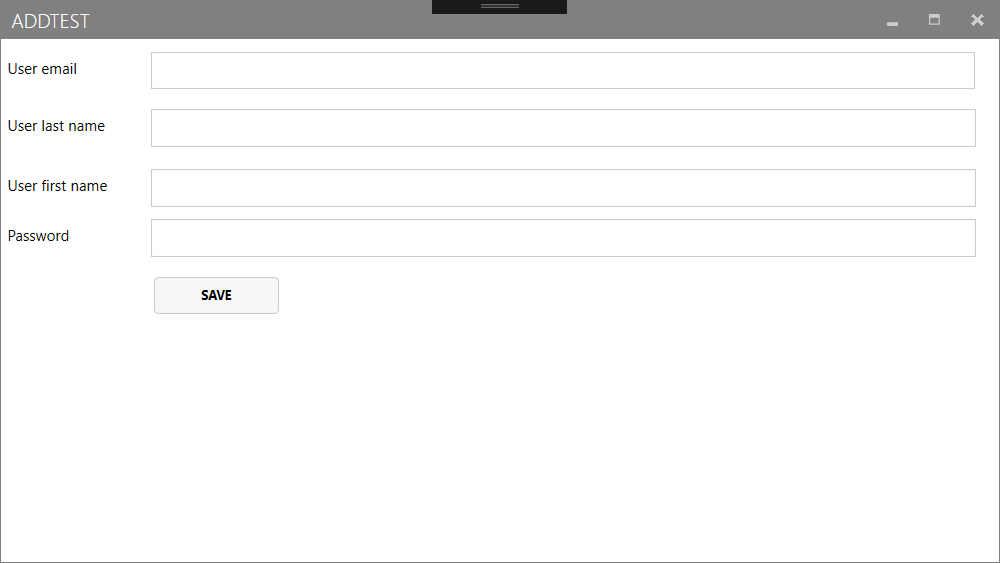 ADDTEST
User email
User last name
User first name
Password
SAVE